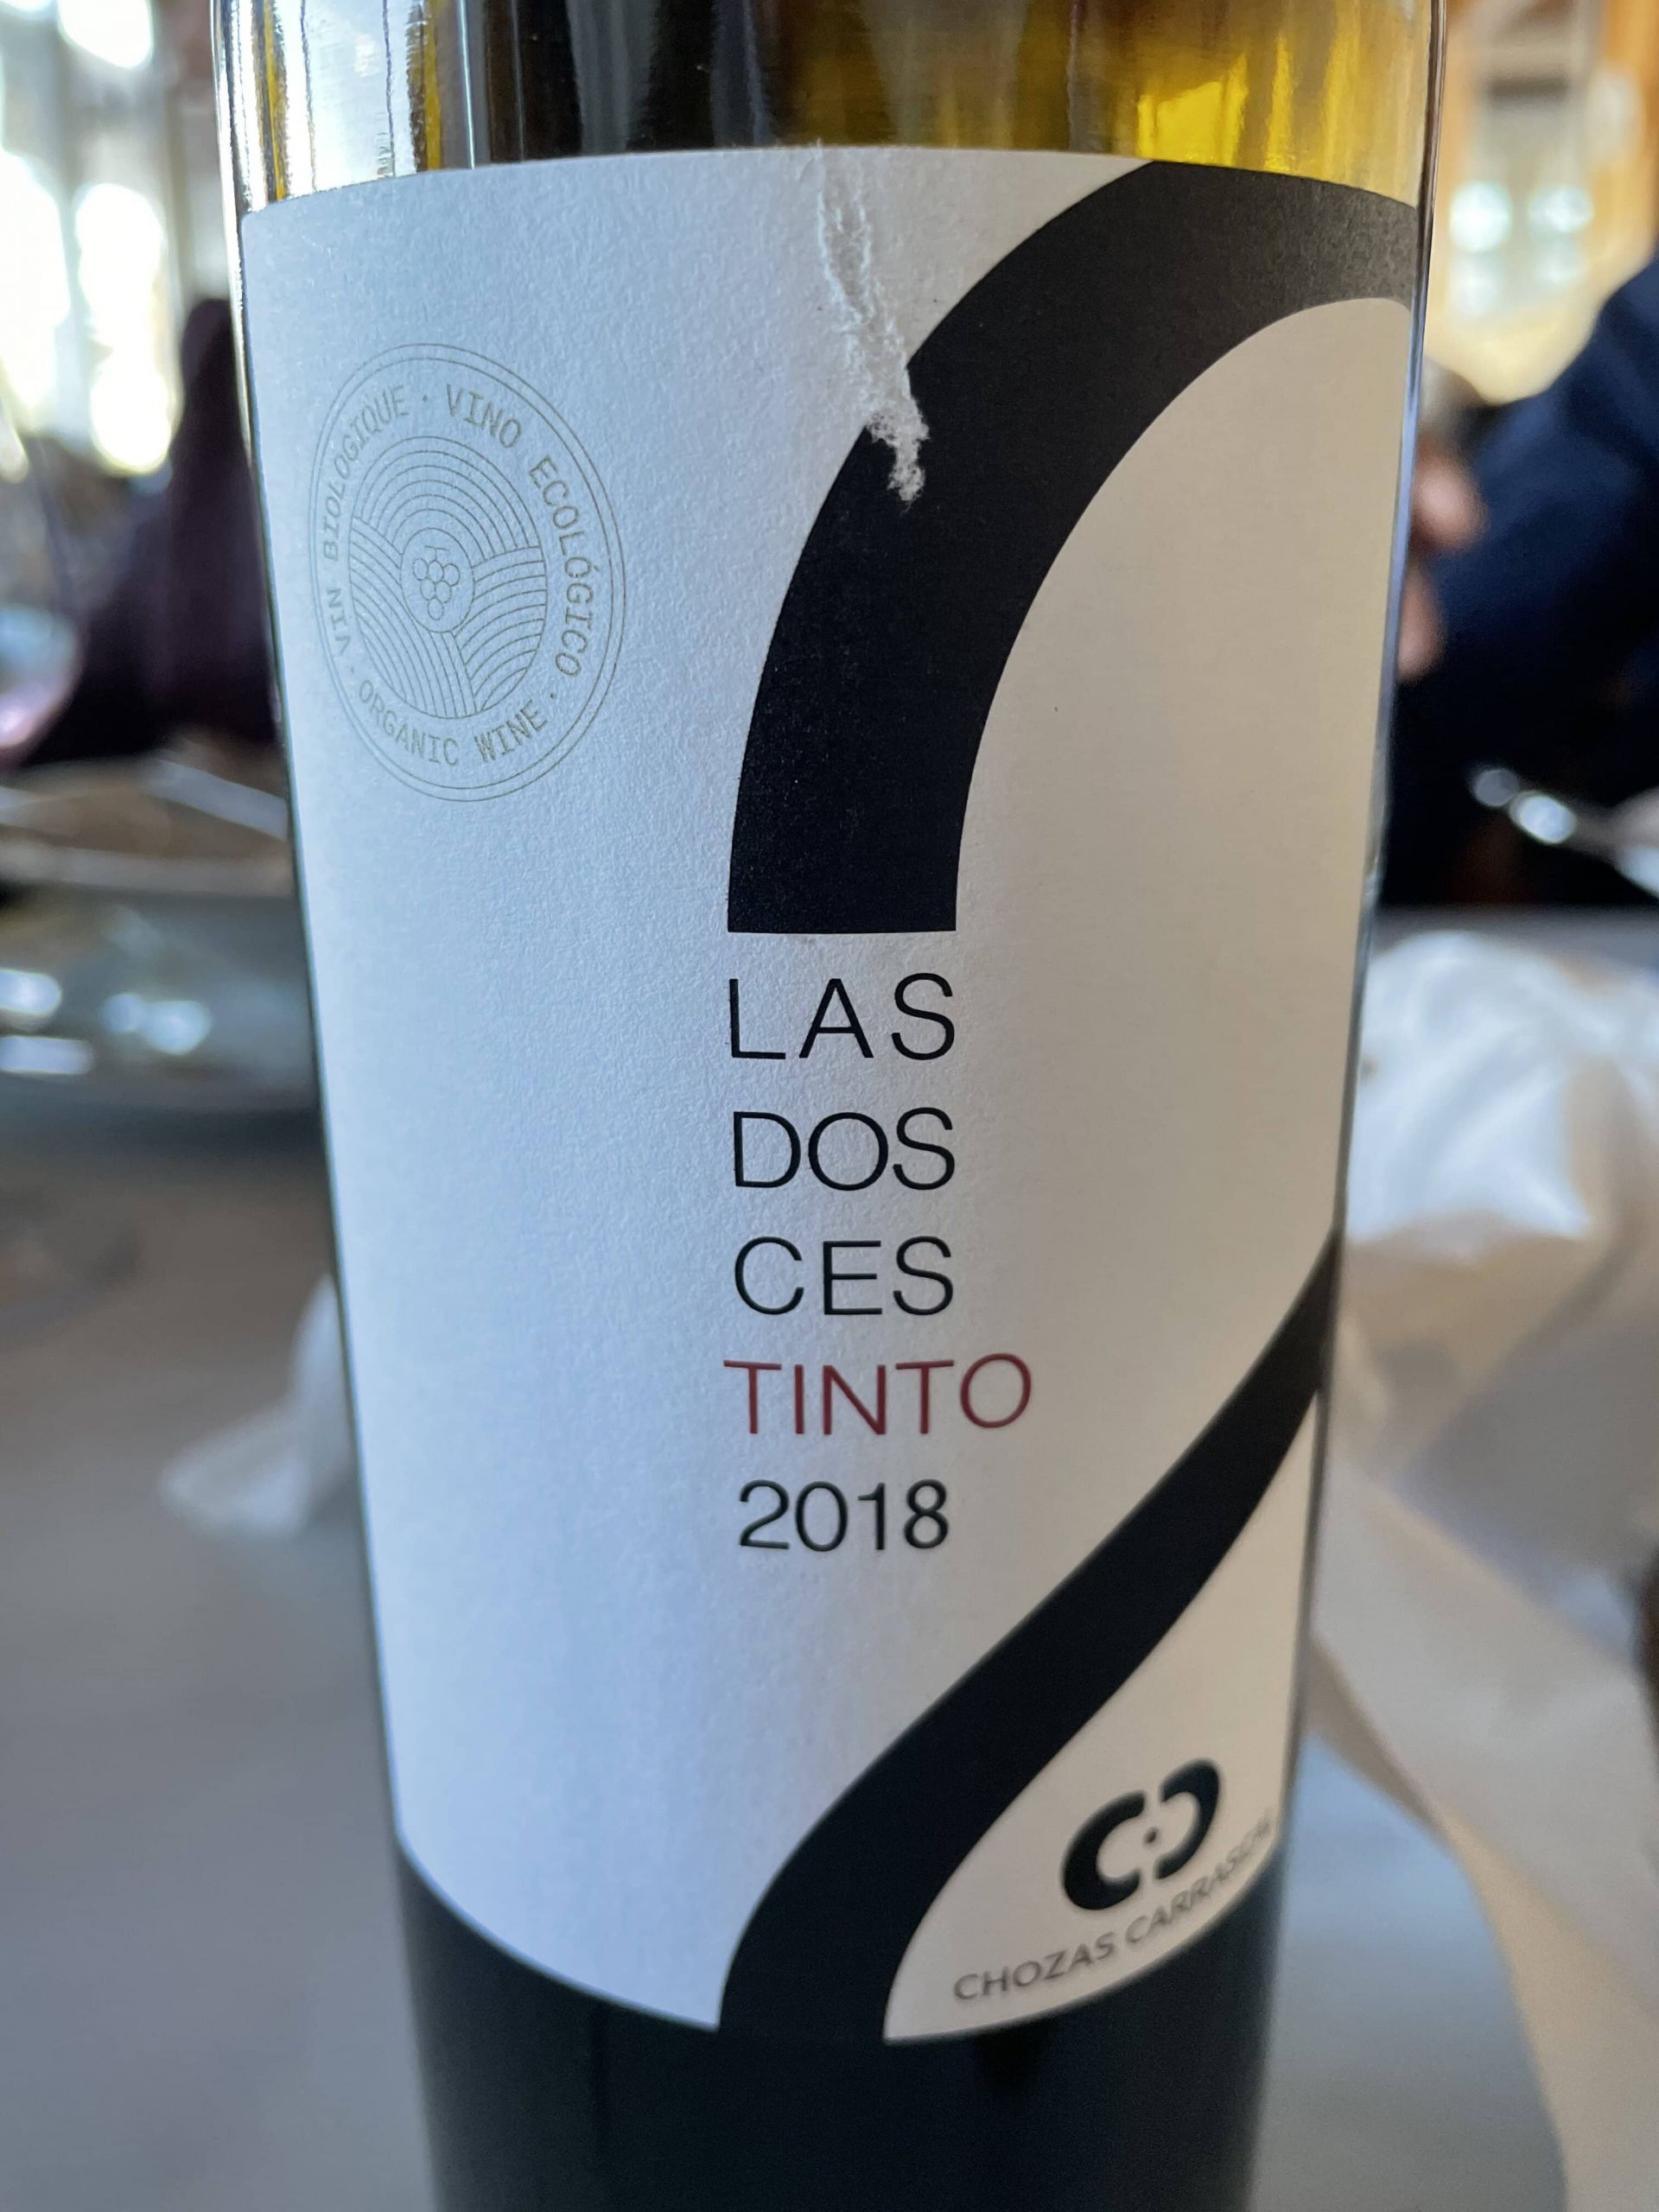 VIN BIOLOGIQUE · VINO ECOLÓGICO · ORGANIC WINE ·
LAS
DOS
CES
TINTO
2018
CHOZAS CARRASCAL